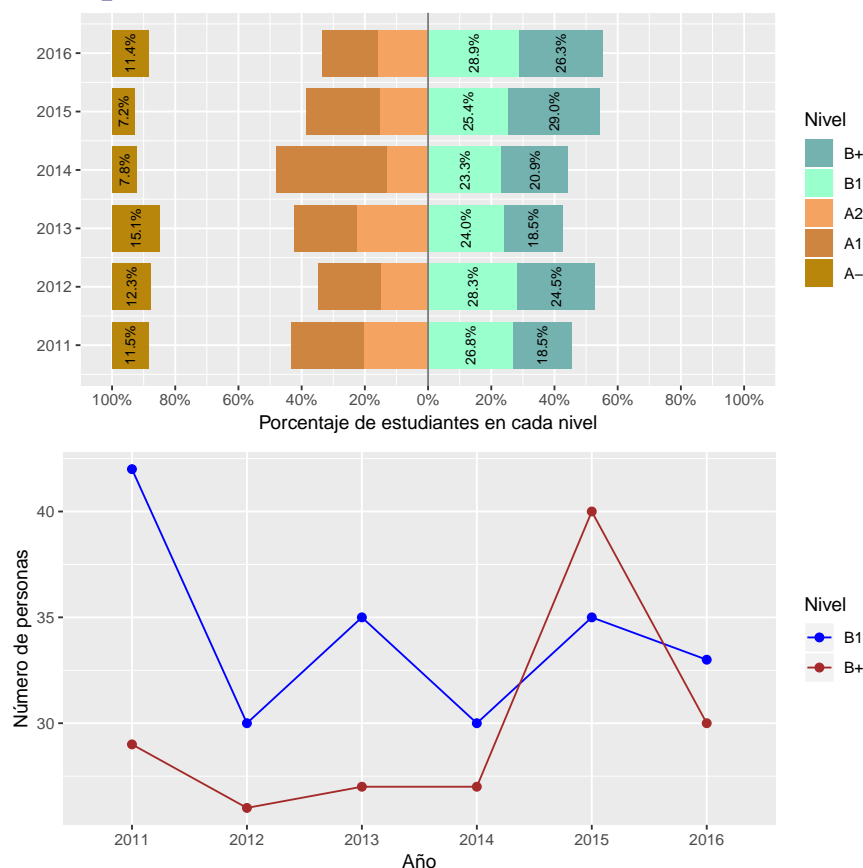 2016
11.4%
28.9%
26.3%
2015
7.2%
25.4%
29.0%
2014
7.8%
23.3%
20.9%
2013
15.1%
24.0%
18.5%
2012
12.3%
28.3%
24.5%
2011
11.5%
26.8%
18.5%
100% 80% 60% 40% 20% 0% 20% 40% 60% 80% 100%
Porcentaje de estudiantes en cada nivel
Nivel
B+
B1
A2
A1
A−
Número de personas
40
35
30
2011 2012 2013 2014 2015 2016
Año
Nivel
B1
B+